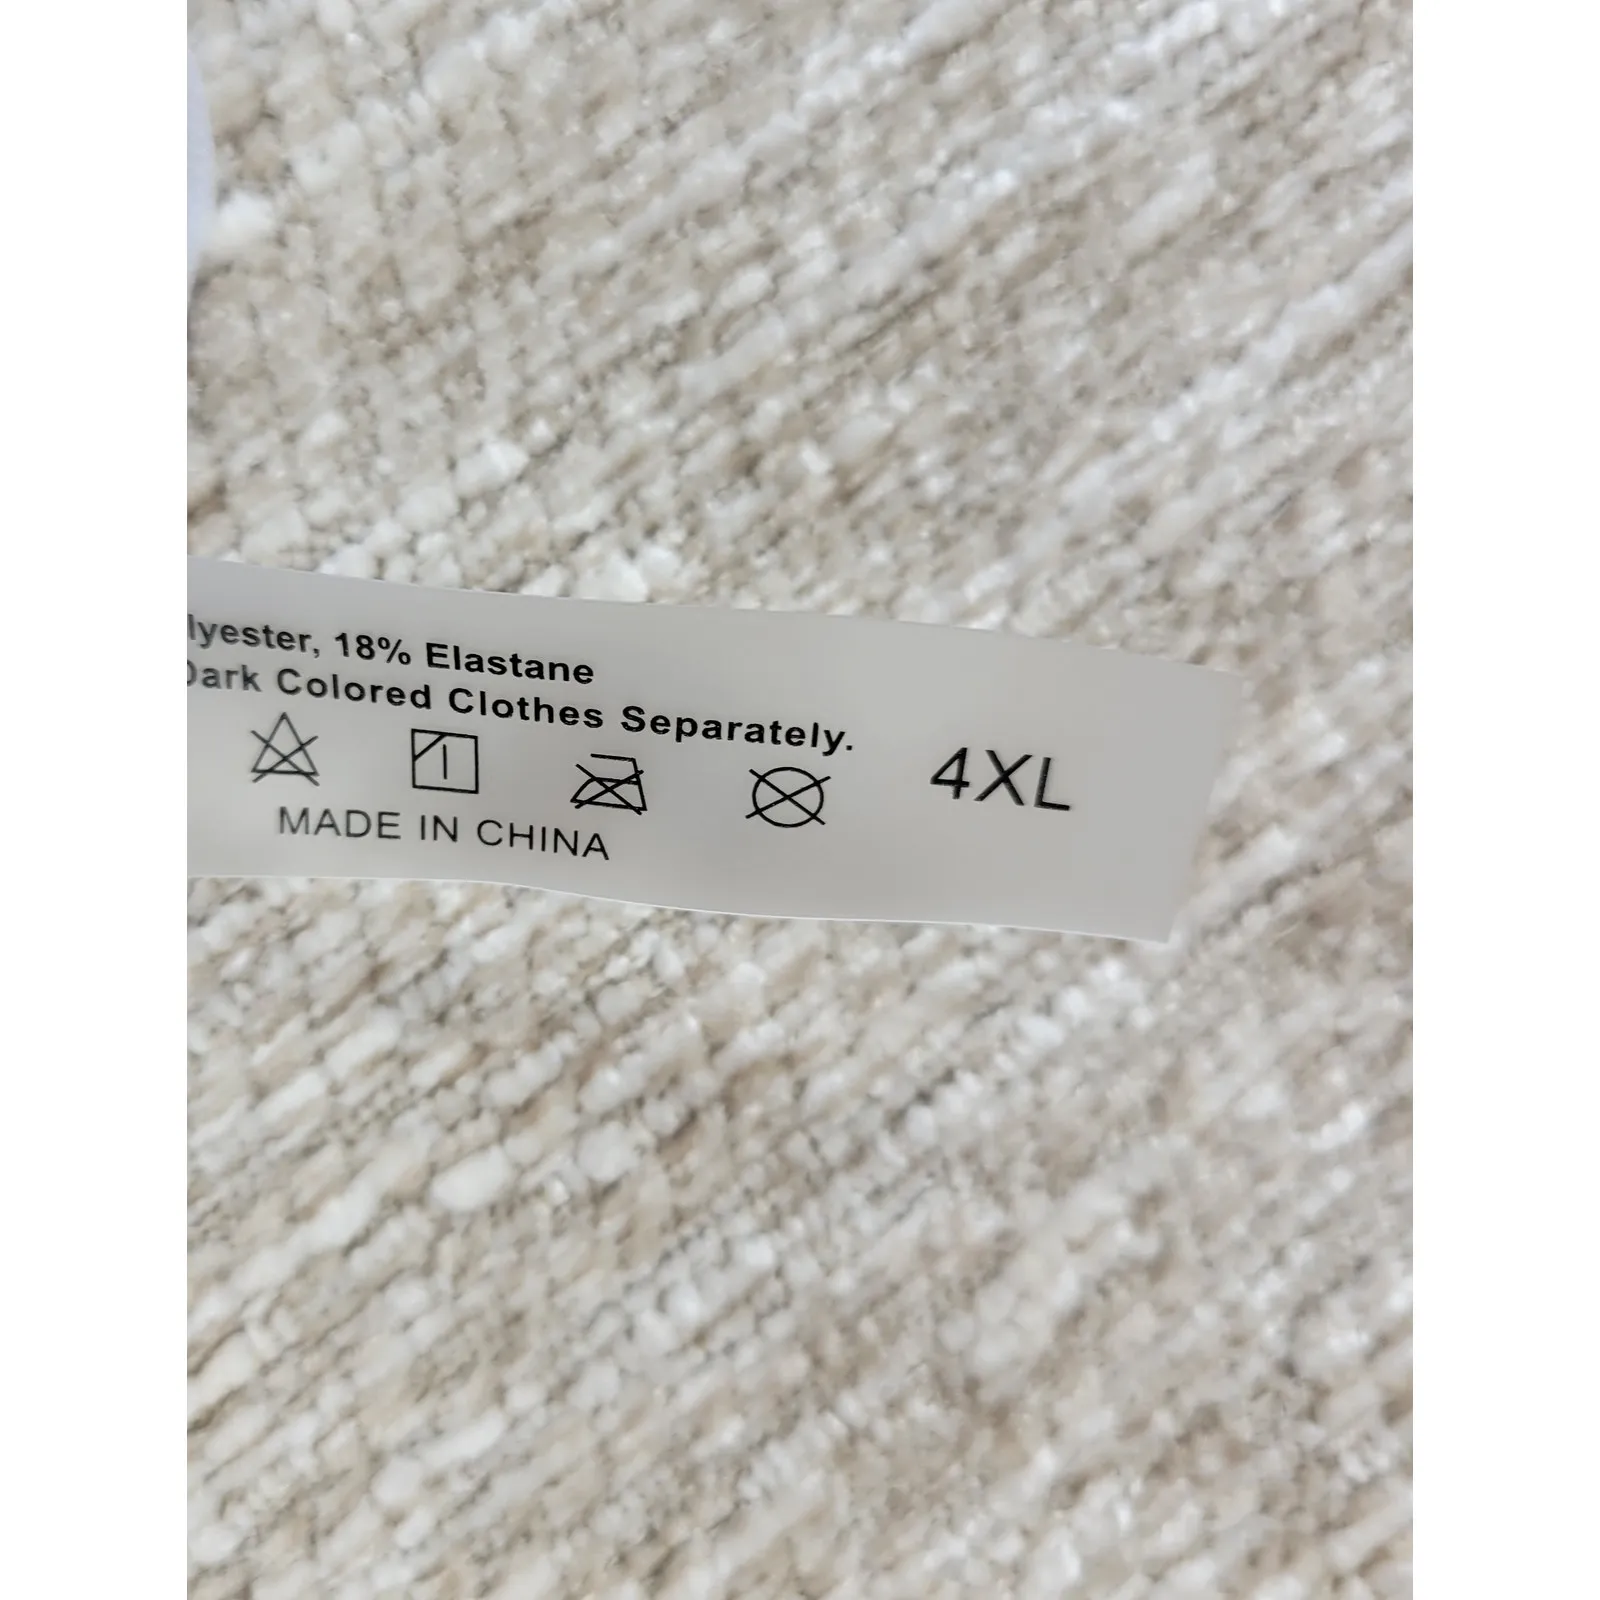 lyester, 18% Elastane
Dark Colored Clothes Separately.
4XL
MADE IN CHINA